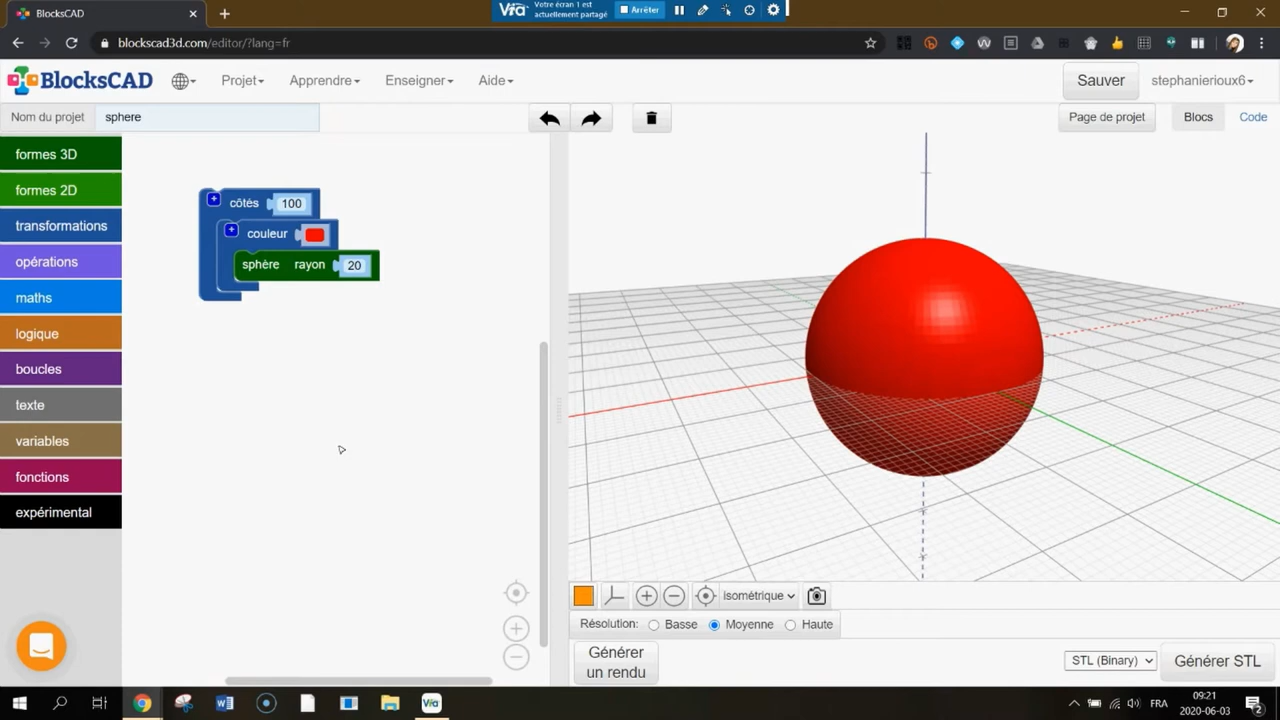 BlocksCAD
Votre écran 1 est
actuellement partagé
Vía
Arrêter
blockscad3d.com/editor/?lang=fr
BlocksCAD
Projet
Apprendre
Enseigner
Aide
Sauver
stephanierioux6
Nom du projet
sphere
Page de projet
Blocs
Code
formes 3D
formes 2D
transformations
opérations
maths
logique
boucles
texte
variables
fonctions
expérimental
côtés 100
couleur
sphère rayon 20
isométrique
Résolution: Basse Moyenne Haute
Générer
un rendu
STL (Binary)
Générer STL
Vía
FRA
09:21
2020-06-03
2